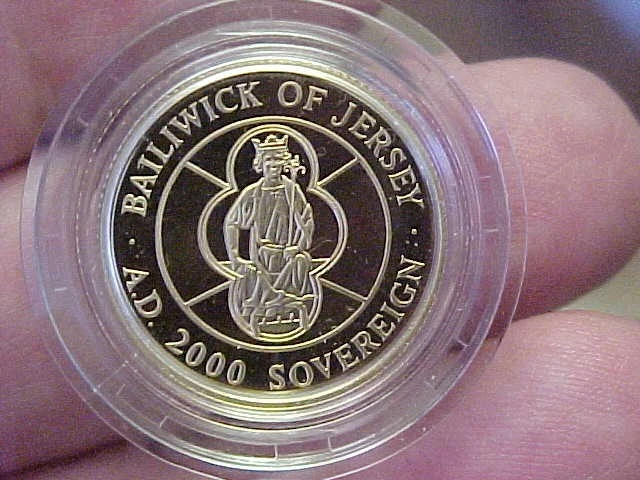 · BAILIWICK OF JERSEY ·
A.D. 2000 SOVEREIGN